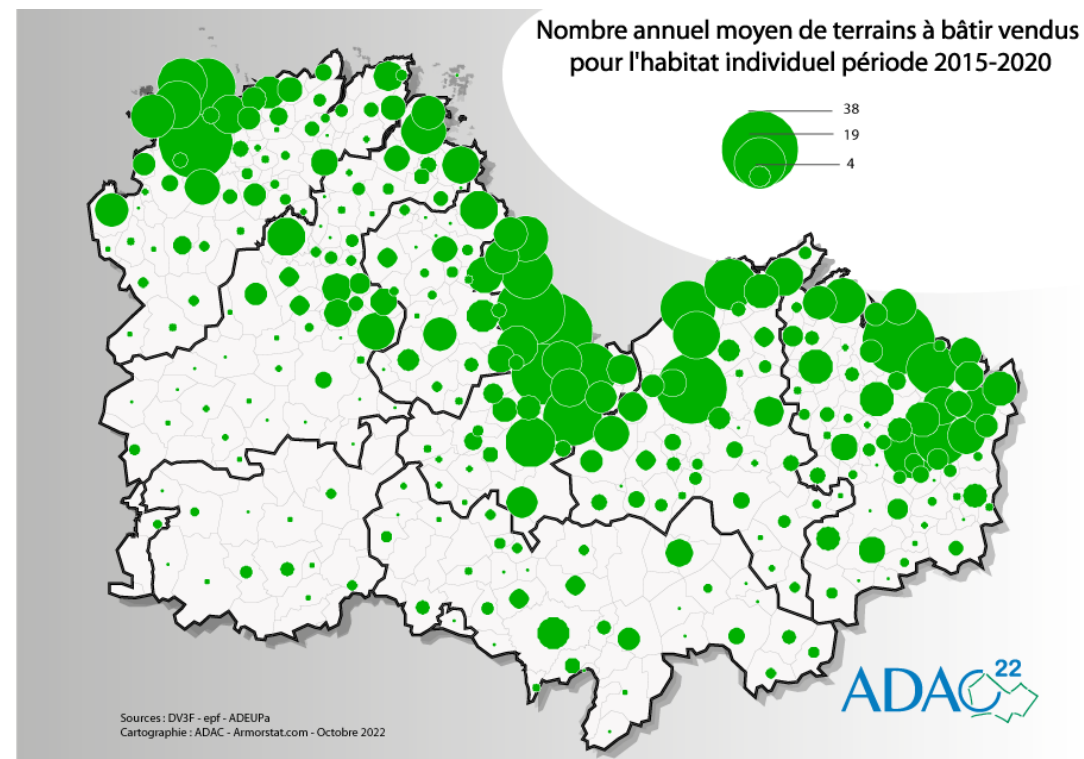 Nombre annuel moyen de terrains à bâtir vendus
pour l'habitat individuel période 2015-2020
38
19
4
ADAC 22
Sources : DV3F - epf - ADEUPa
Cartographie : ADAC - Armorstat.com - Octobre 2022